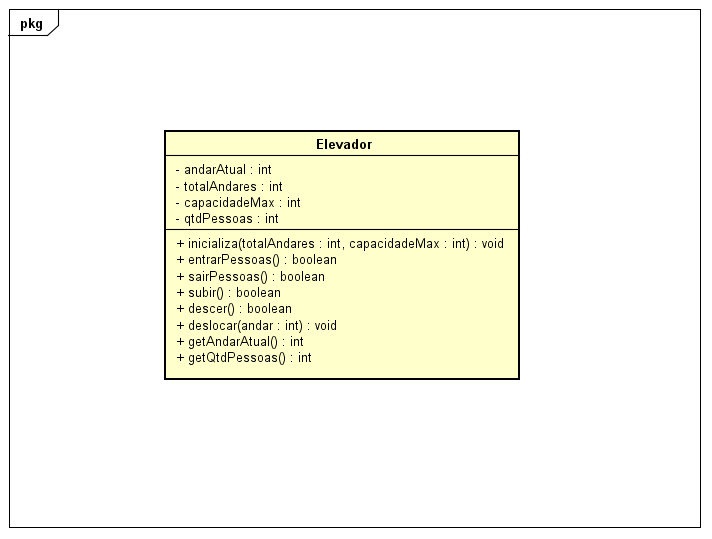 pkg
Elevador
- andarAtual : int
- totalAndares : int
- capacidadeMax : int
- qtdPessoas : int
+ inicializa(totalAndares : int, capacidadeMax : int) : void
+ entrarPessoas() : boolean
+ sairPessoas() : boolean
+ subir() : boolean
+ descer() : boolean
+ deslocar(andar : int) : void
+ getAndarAtual() : int
+ getQtdPessoas() : int